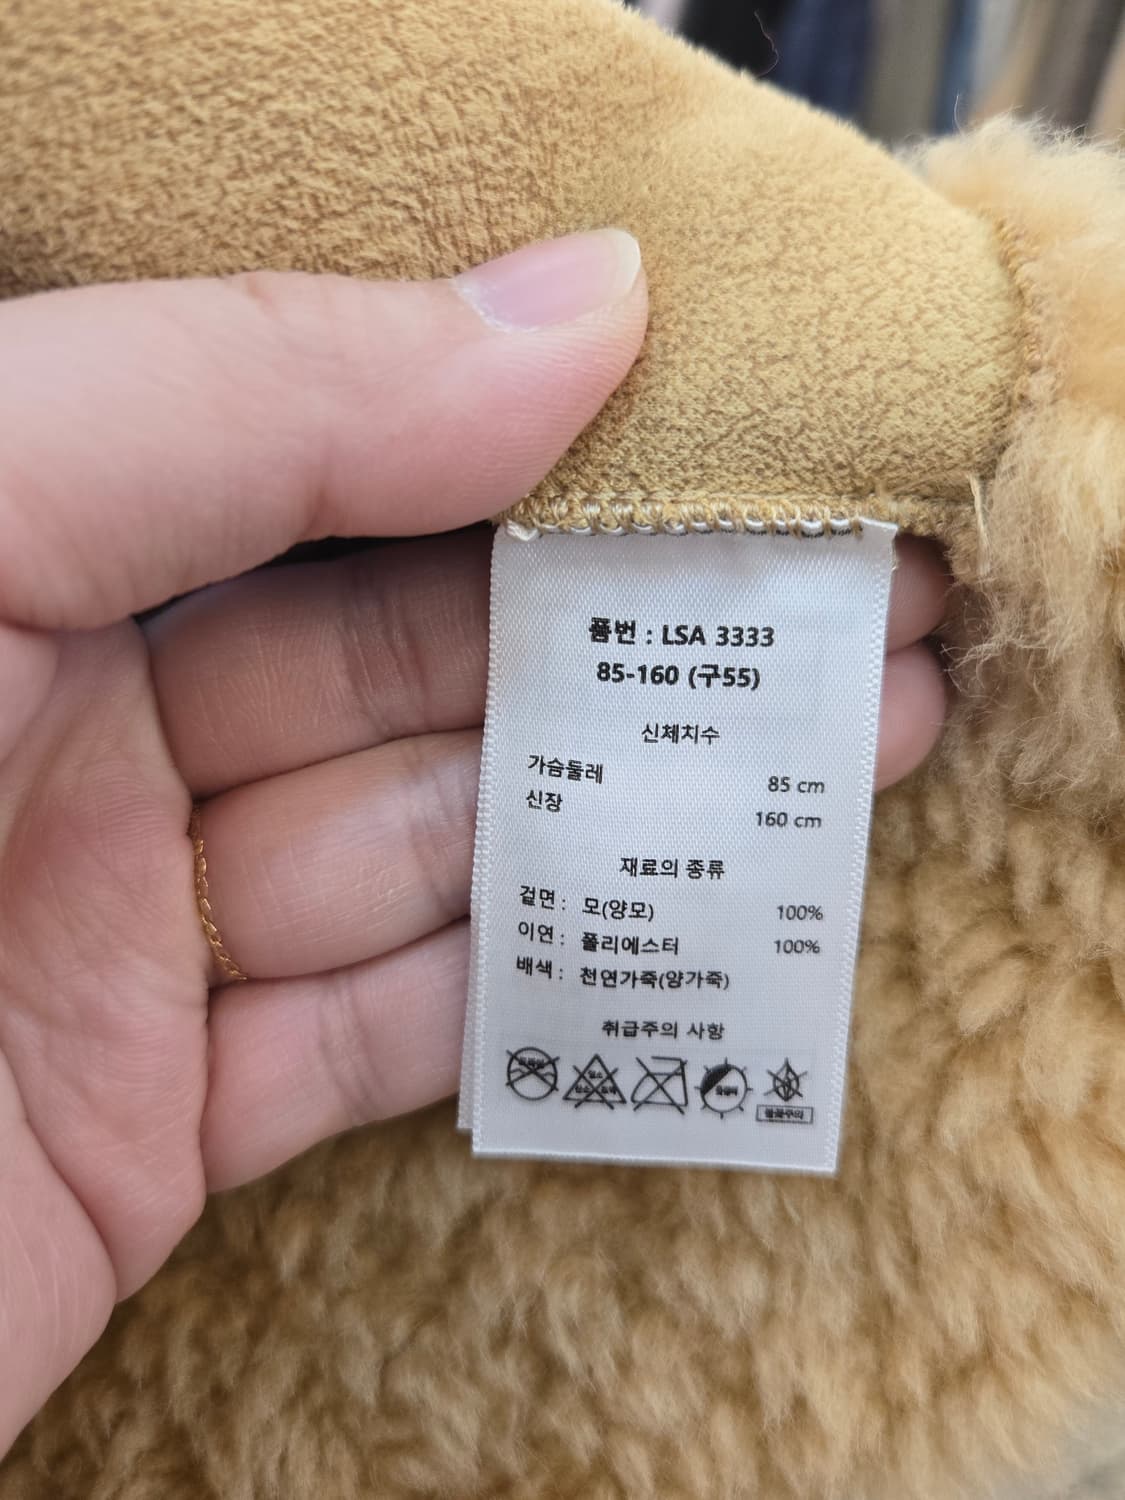 품번 : LSA 3333
85-160 (구55)
신체치수
가슴둘레 85 cm
신장 160 cm
재료의 종류
겉면 : 모(양모) 100%
이연 : 폴리에스터 100%
배색 : 천연가죽(양가죽)
취급주의 사항